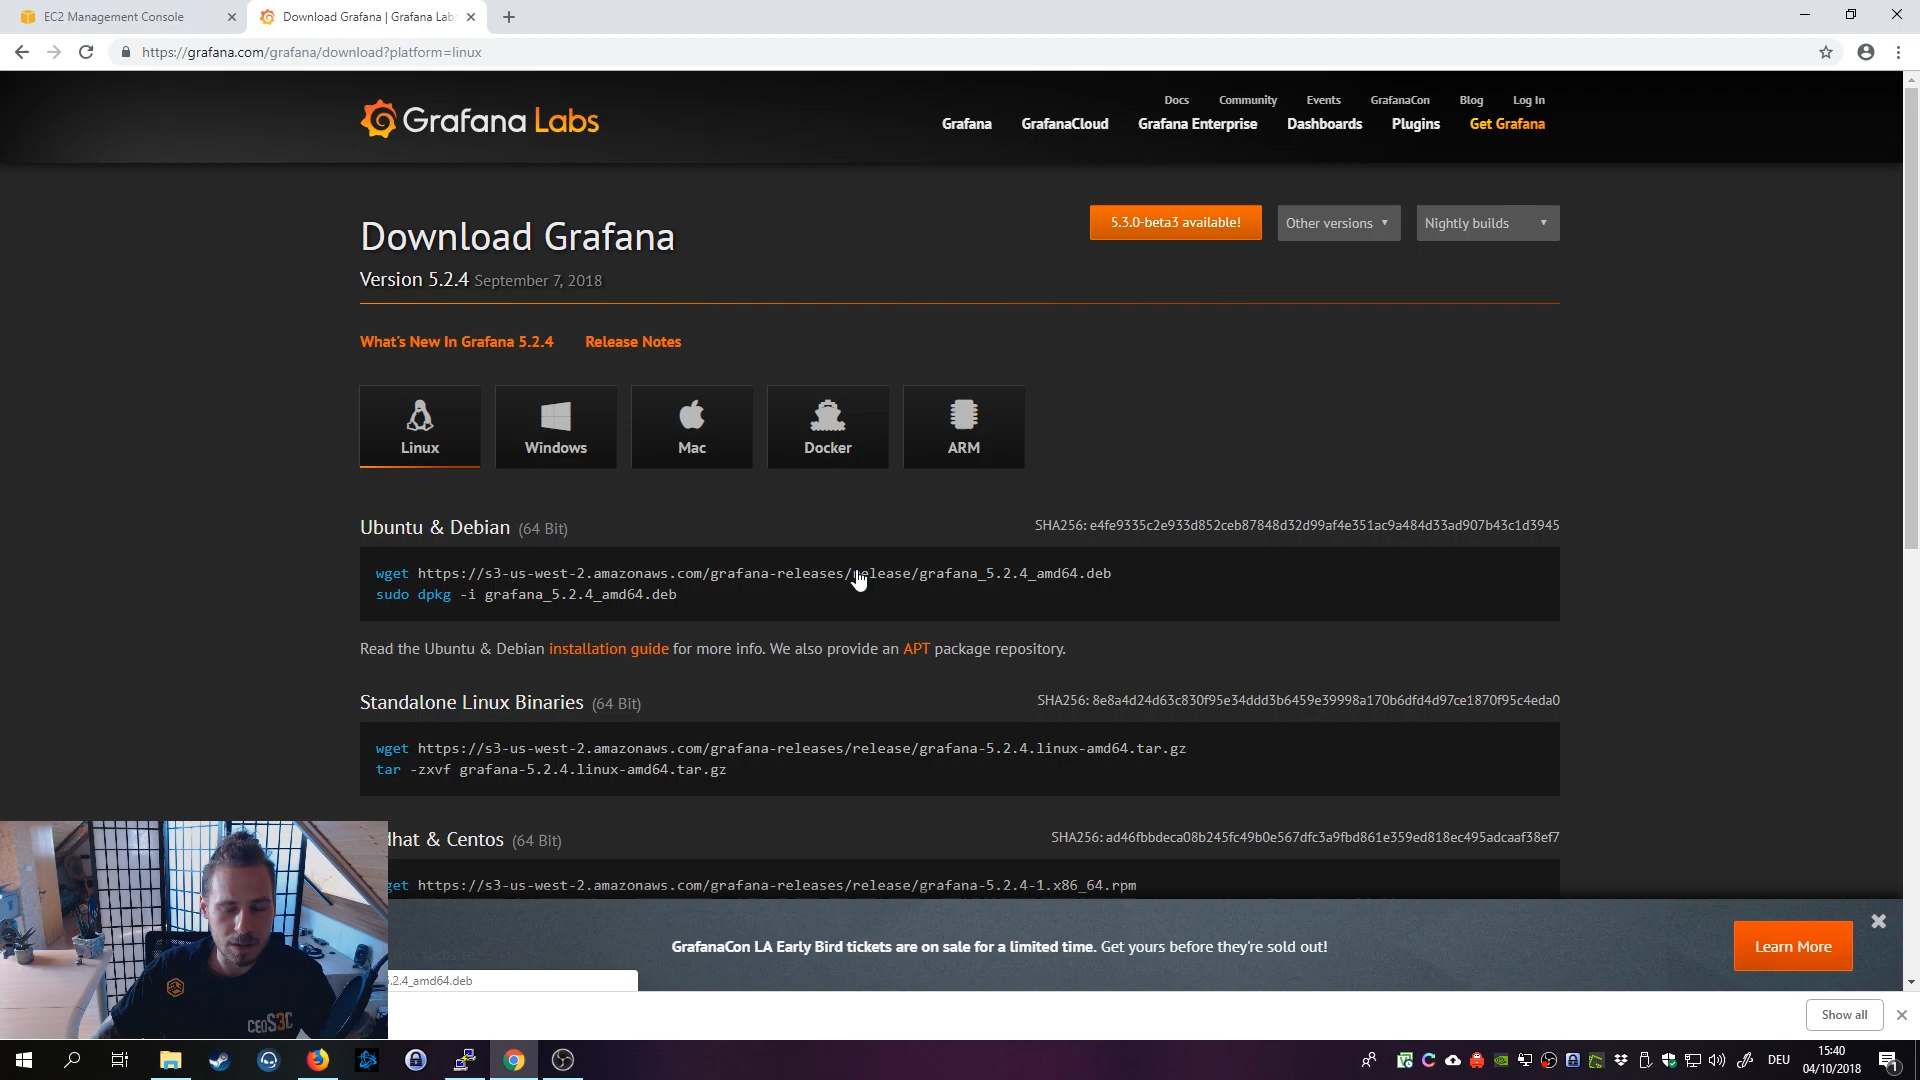 EC2 Management Console
Download Grafana | Grafana Labs
https://grafana.com/grafana/download?platform=linux
Docs Community Events GrafanaCon Blog Log In
Grafana Labs
Grafana GrafanaCloud Grafana Enterprise Dashboards Plugins Get Grafana
5.3.0-beta3 available! Other versions Nightly builds
Download Grafana
Version 5.2.4 September 7, 2018
What's New In Grafana 5.2.4 Release Notes
Linux Windows Mac Docker ARM
Ubuntu & Debian (64 Bit) SHA256: e4fe9335c2e933d852ceb87848d32d99af4e351ac9a484d33ad907b43c1d3945
wget https://s3-us-west-2.amazonaws.com/grafana-releases/release/grafana_5.2.4_amd64.deb
sudo dpkg -i grafana_5.2.4_amd64.deb
Read the Ubuntu & Debian installation guide for more info. We also provide an APT package repository.
Standalone Linux Binaries (64 Bit) SHA256: 8e8a4d24d63c830f95e34ddd3b6459e39998a170b6dfd4d97ce1870f95c4eda0
wget https://s3-us-west-2.amazonaws.com/grafana-releases/release/grafana-5.2.4.linux-amd64.tar.gz
tar -zxvf grafana-5.2.4.linux-amd64.tar.gz
dhat & Centos (64 Bit) SHA256: ad46fbbdeca08b245fc49b0e567dfc3a9fbd861e359ed818ec495adcaaf38ef7
get https://s3-us-west-2.amazonaws.com/grafana-releases/release/grafana-5.2.4-1.x86_64.rpm
GrafanaCon LA Early Bird tickets are on sale for a limited time. Get yours before they're sold out!
Learn More
.2.4_amd64.deb
Show all
CEOS3C
DEU
15:40
04/10/2018
1